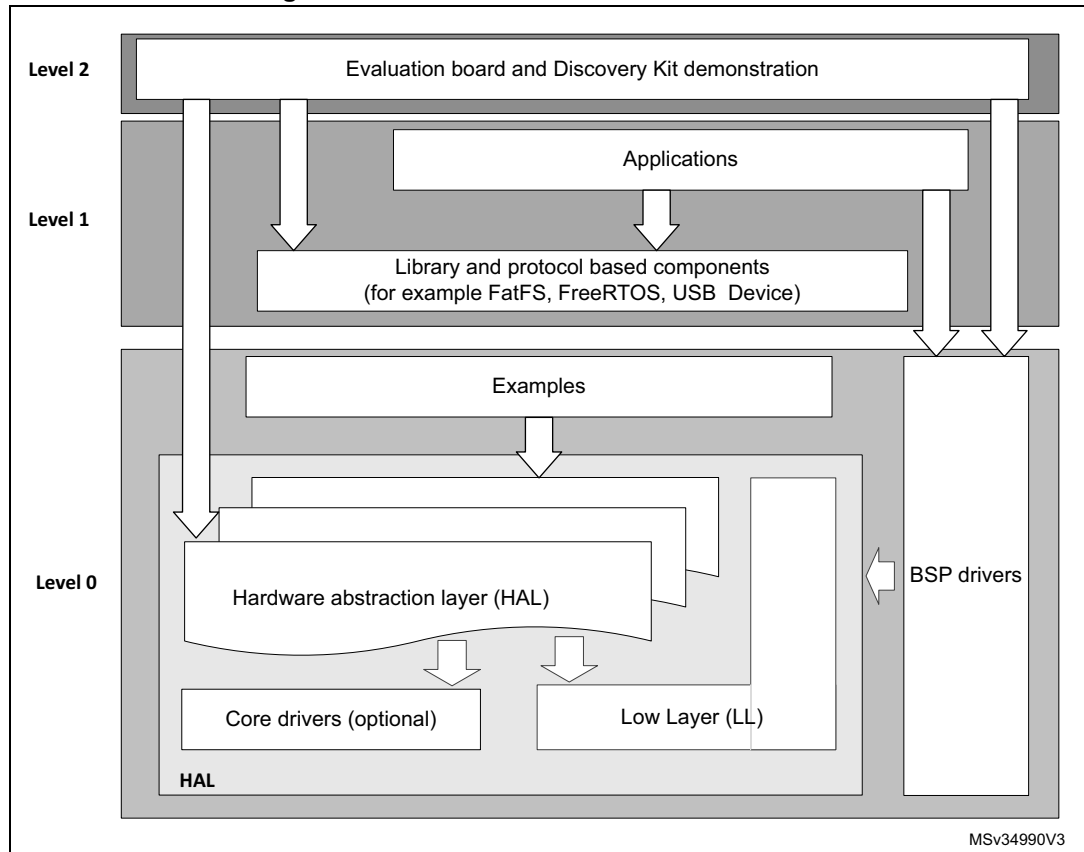 Level 2
Evaluation board and Discovery Kit demonstration
Applications
Level 1
Library and protocol based components
(for example FatFS, FreeRTOS, USB Device)
Examples
Level 0
Hardware abstraction layer (HAL)
BSP drivers
Core drivers (optional)
Low Layer (LL)
HAL
MSv34990V3